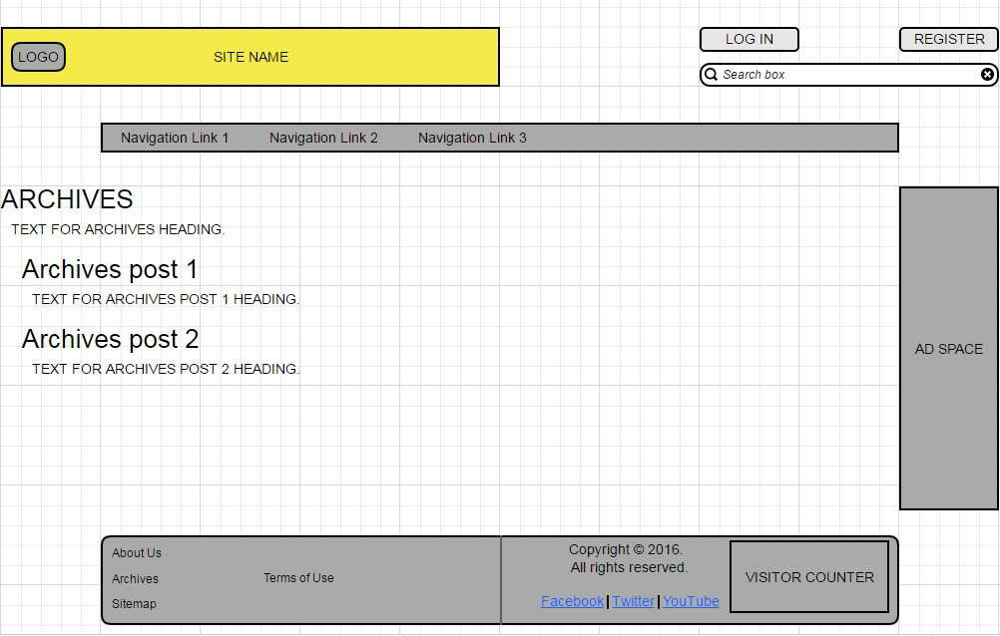 LOGO
SITE NAME
LOG IN
REGISTER
Search box
Navigation Link 1
Navigation Link 2
Navigation Link 3
ARCHIVES
TEXT FOR ARCHIVES HEADING.
Archives post 1
TEXT FOR ARCHIVES POST 1 HEADING.
Archives post 2
TEXT FOR ARCHIVES POST 2 HEADING.
AD SPACE
About Us
Archives
Sitemap
Terms of Use
Copyright © 2016.
All rights reserved.
Facebook | Twitter | YouTube
VISITOR COUNTER